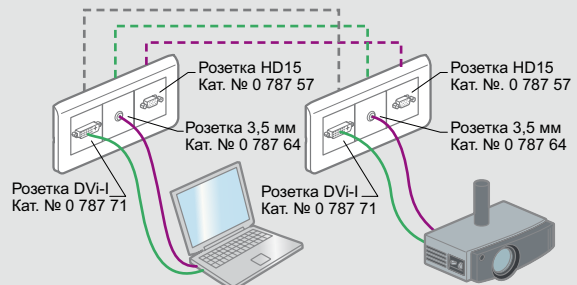 Розетка HD15
Кат. № 0 787 57
Розетка 3,5 мм
Кат. № 0 787 64
Розетка DVi-I
Кат. № 0 787 71
Розетка HD15
Кат. №. 0 787 57
Розетка 3,5 мм
Кат. № 0 787 64
Розетка DVi-I
Кат. № 0 787 71